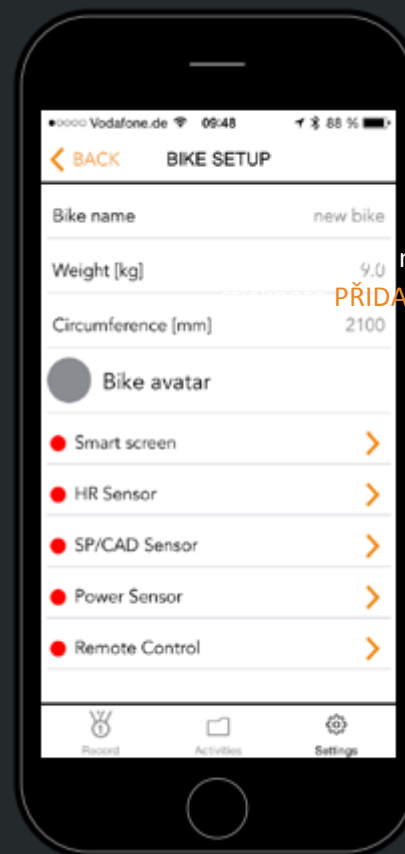 Vodafone.de 09:48 88 %
BACK BIKE SETUP
Bike name new bike
Weight [kg] 9.0
Circumference [mm] 2100
PŘIDA
Bike avatar
Smart screen
HR Sensor
SP/CAD Sensor
Power Sensor
Remote Control
Record Activities Settings